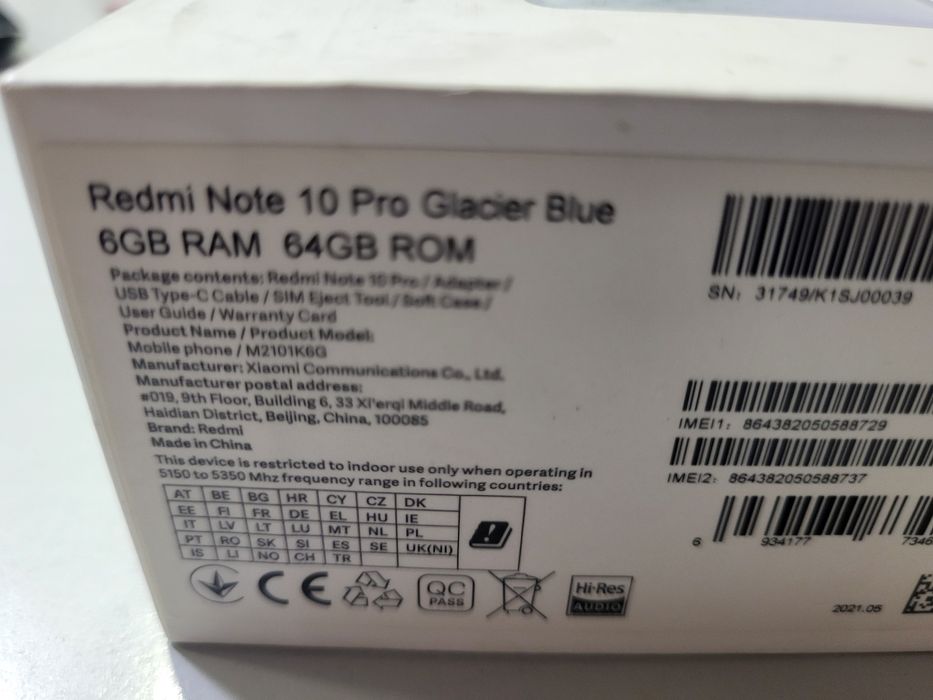 Redmi Note 10 Pro Glacier Blue
6GB RAM 64GB ROM
Package contents: Redmi Note 10 Pro / Adapter /
USB Type-C Cable / SIM Eject Tool / Soft Case /
User Guide / Warranty Card
Product Name / Product Model:
Mobile phone / M2101K6G
Manufacturer: Xiaomi Communications Co., Ltd.
Manufacturer postal address:
#019, 9th Floor, Building 6, 33 Xi'erqi Middle Road,
Haidian District, Beijing, China, 100085
Brand: Redmi
Made in China
This device is restricted to indoor use only when operating in
5150 to 5350 Mhz frequency range in following countries:
AT BE BG HR CY CZ DK
EE FI FR DE EL HU IE
IT LV LT LU MT NL PL
PT RO SK SI ES SE UK(NI)
IS LI NO CH TR
CE
QC
PASS
Hi-Res
AUDIO
SN: 31749/K1SJ00039
IMEI1: 864382050588729
IMEI2: 864382050588737
6 934177 7346
2021.05